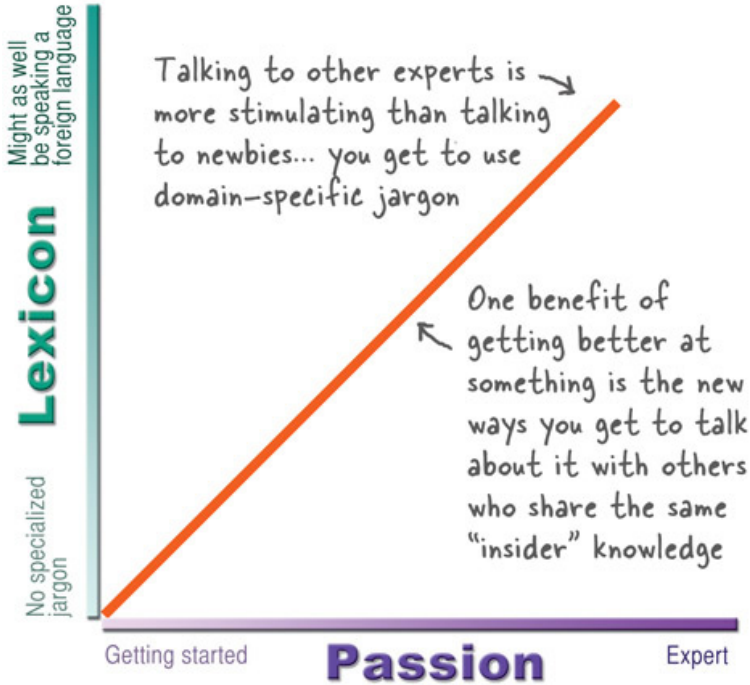 Might as well
be speaking a
foreign language
Lexicon
No specialized
jargon
Talking to other experts is
more stimulating than talking
to newbies... you get to use
domain-specific jargon
One benefit of
getting better at
something is the new
ways you get to talk
about it with others
who share the same
“insider” knowledge
Getting started
Passion
Expert